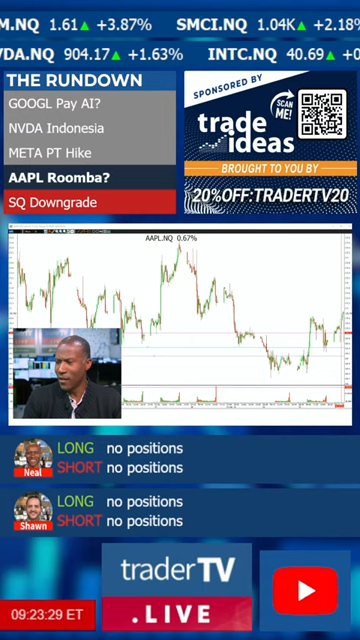 M.NQ 1.61▲ +3.87% SMCI.NQ 1.04K▲ +2.18%
VDA.NQ 904.17▲ +1.63% INTC.NQ 40.69▲ +0
THE RUNDOWN
GOOGL Pay AI?
NVDA Indonesia
META PT Hike
AAPL Roomba?
SQ Downgrade
SPONSORED BY
SCAN ME!
trade ideas
BROUGHT TO YOU BY
20%OFF:TRADERTV20
AAPL.NQ 0.67%
LONG no positions
SHORT no positions
Neal
LONG no positions
SHORT no positions
Shawn
09:23:29 ET
traderTV
.LIVE